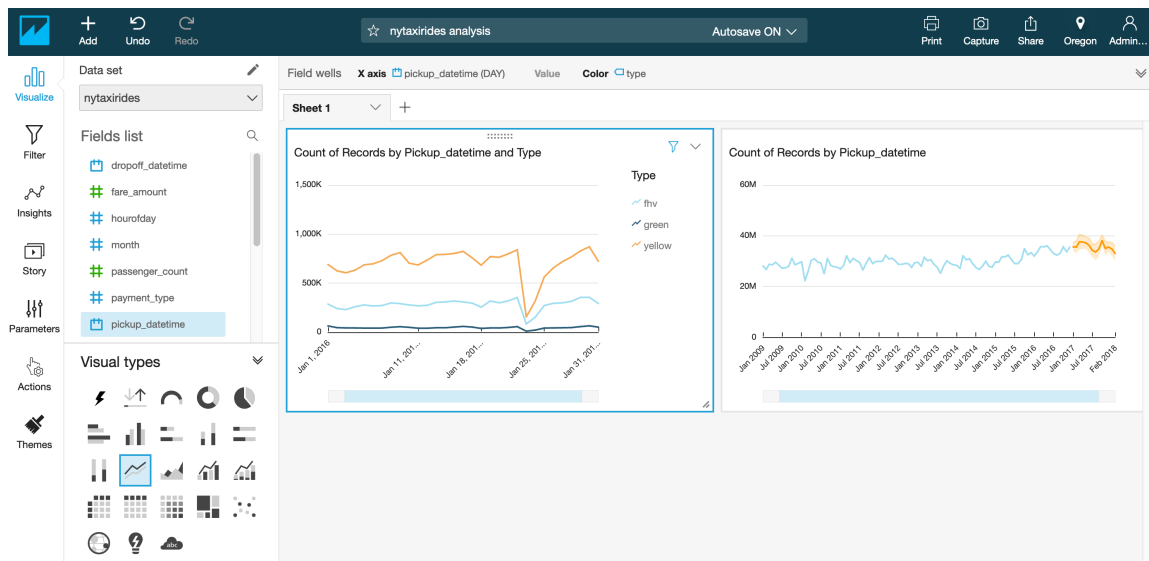 Add
Undo
Redo
nytaxirides analysis
Autosave ON
Print
Capture
Share
Oregon
Admin...
Visualize
Filter
Insights
Story
Parameters
Actions
Themes
Data set
nytaxirides
Fields list
dropoff_datetime
fare_amount
hourofday
month
passenger_count
payment_type
pickup_datetime
Visual types
abc
Field wells X axis pickup_datetime (DAY) Value Color type
Sheet 1
Count of Records by Pickup_datetime and Type
1,500K
1,000K
500K
0
Jan 1, 2016
Jan 11, 201...
Jan 18, 201...
Jan 25, 201...
Jan 31, 201...
Type
fhv
green
yellow
Count of Records by Pickup_datetime
60M
40M
20M
0
Jan 2009
Jul 2009
Jan 2010
Jul 2010
Jan 2011
Jul 2011
Jan 2012
Jul 2012
Jan 2013
Jul 2013
Jan 2014
Jul 2014
Jan 2015
Jul 2015
Jan 2016
Jul 2016
Jan 2017
Jul 2017
Feb 2018